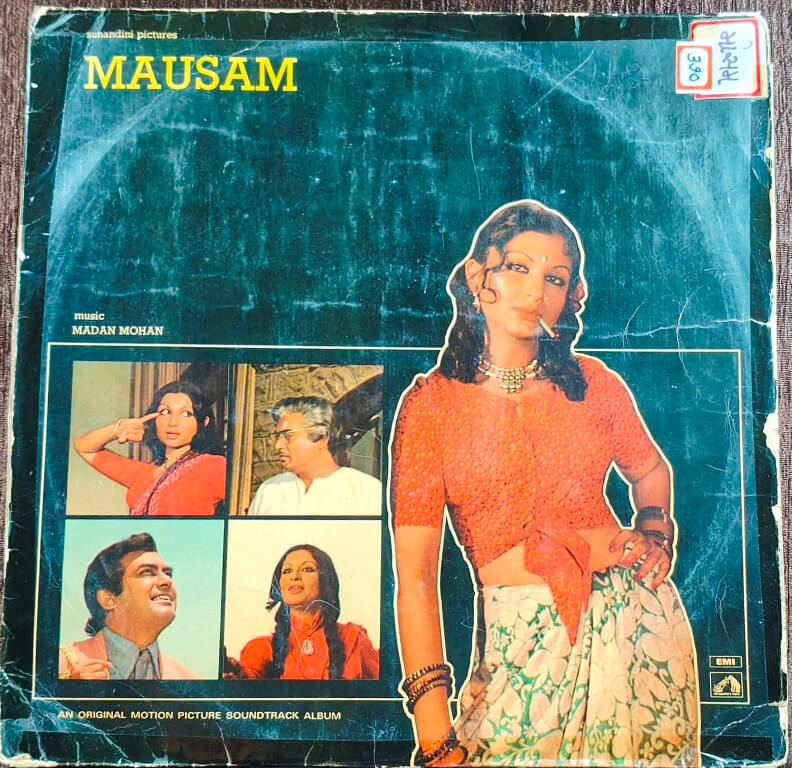 sunandini pictures
MAUSAM
390
music
MADAN MOHAN
EMI
AN ORIGINAL MOTION PICTURE SOUNDTRACK ALBUM